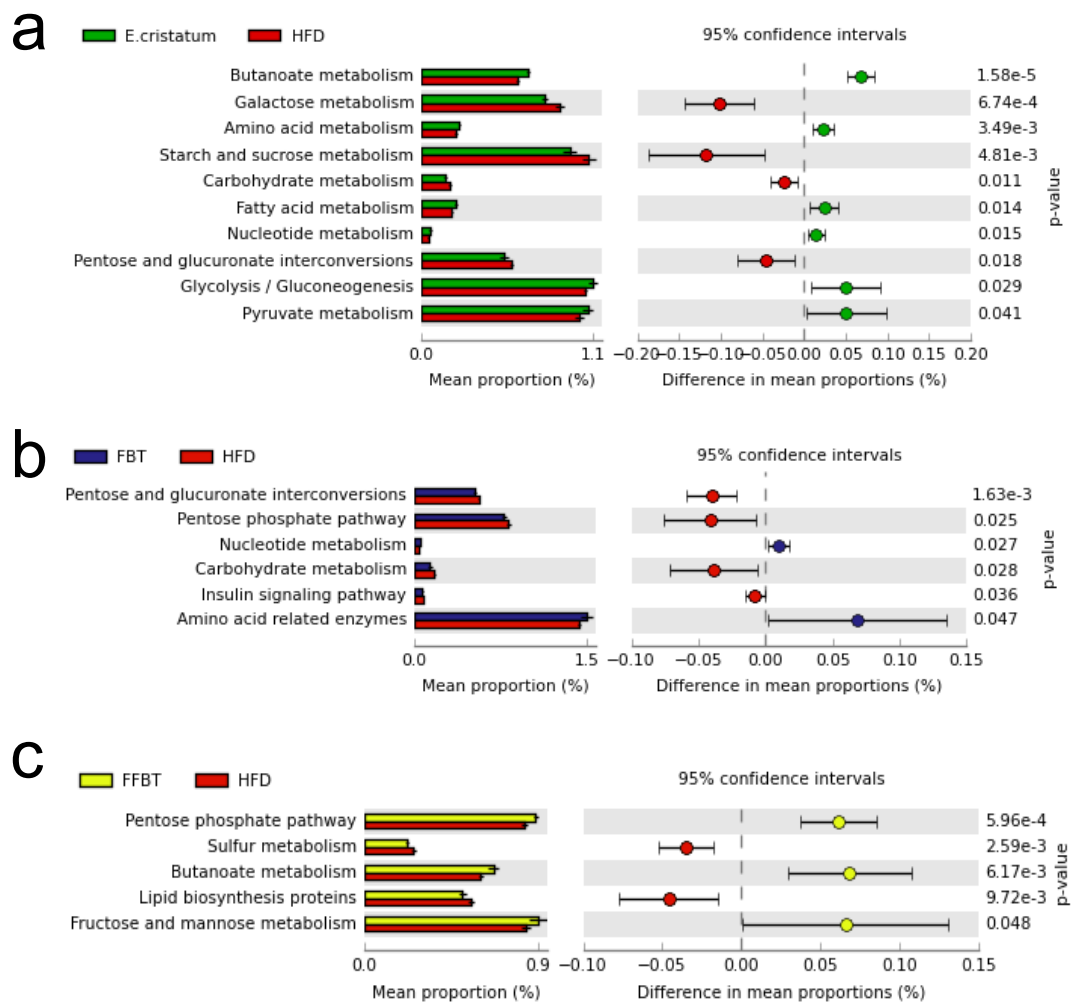 a
E.cristatum HFD 95% confidence intervals
Butanoate metabolism 1.58e-5
Galactose metabolism 6.74e-4
Amino acid metabolism 3.49e-3
Starch and sucrose metabolism 4.81e-3
Carbohydrate metabolism 0.011
Fatty acid metabolism 0.014
Nucleotide metabolism 0.015
Pentose and glucuronate interconversions 0.018
Glycolysis / Gluconeogenesis 0.029
Pyruvate metabolism 0.041
p-value
0.0 1.1 −0.20 −0.15 −0.10 −0.05 0.00 0.05 0.10 0.15 0.20
Mean proportion (%) Difference in mean proportions (%)
b
FBT HFD 95% confidence intervals
Pentose and glucuronate interconversions 1.63e-3
Pentose phosphate pathway 0.025
Nucleotide metabolism 0.027
Carbohydrate metabolism 0.028
Insulin signaling pathway 0.036
Amino acid related enzymes 0.047
p-value
0.0 1.5 −0.10 −0.05 0.00 0.05 0.10 0.15
Mean proportion (%) Difference in mean proportions (%)
c
FFBT HFD 95% confidence intervals
Pentose phosphate pathway 5.96e-4
Sulfur metabolism 2.59e-3
Butanoate metabolism 6.17e-3
Lipid biosynthesis proteins 9.72e-3
Fructose and mannose metabolism 0.048
p-value
0.0 0.9 −0.10 −0.05 0.00 0.05 0.10 0.15
Mean proportion (%) Difference in mean proportions (%)